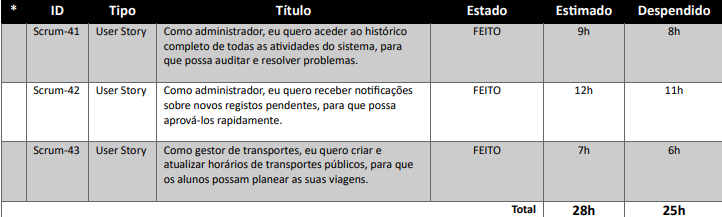 * ID Tipo Título Estado Estimado Despendido
Scrum-41 User Story Como administrador, eu quero aceder ao histórico FEITO 9h 8h
completo de todas as atividades do sistema, para
que possa auditar e resolver problemas.
Scrum-42 User Story Como administrador, eu quero receber notificações FEITO 12h 11h
sobre novos registos pendentes, para que possa
aprová-los rapidamente.
Scrum-43 User Story Como gestor de transportes, eu quero criar e FEITO 7h 6h
atualizar horários de transportes públicos, para que
os alunos possam planear as suas viagens.
Total 28h 25h